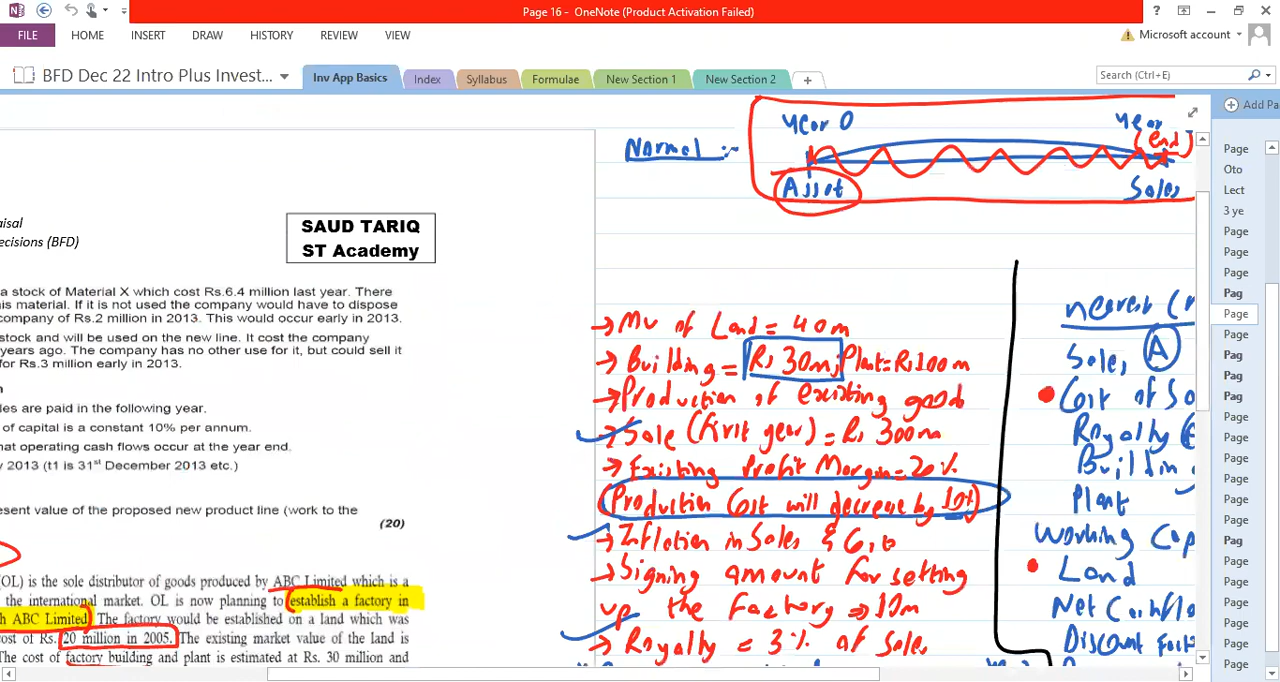 Page 16 - OneNote (Product Activation Failed)
FILE HOME INSERT DRAW HISTORY REVIEW VIEW
Microsoft account
BFD Dec 22 Intro Plus Invest...
Inv App Basics
Index
Syllabus
Formulae
New Section 1
New Section 2
Search (Ctrl+E)
Add Pa
Page
Oto
Lect
3 ye
Page
Page
Page
Pag
Page
Page
Pag
Pag
Pag
Page
Page
Page
Page
Page
Pag
Page
Page
Page
Page
Page
Page
aisal
ecisions (BFD)
SAUD TARIQ
ST Academy
a stock of Material X which cost Rs.6.4 million last year. There
his material. If it is not used the company would have to dispose
company of Rs.2 million in 2013. This would occur early in 2013.
stock and will be used on the new line. It cost the company
years ago. The company has no other use for it, but could sell it
for Rs.3 million early in 2013.
n
les are paid in the following year.
of capital is a constant 10% per annum.
hat operating cash flows occur at the year end.
y 2013 (t1 is 31st December 2013 etc.)
esent value of the proposed new product line (work to the
(20)
(OL) is the sole distributor of goods produced by ABC Limited which is a
the international market. OL is now planning to establish a factory in
h ABC Limited. The factory would be established on a land which was
cost of Rs. 20 million in 2005. The existing market value of the land is
The cost of factory building and plant is estimated at Rs. 30 million and
Normal :-
Year 0
Year
(end)
Asset
Sales
→ MV of Land = 40m
→ Building = Rs 30m; Plant = Rs100m
→ Production of existing good
→ Sale (first year) = Rs 300m
→ Existing Profit Margin = 20%
(Production Cost will decrease by 10%)
→ Inflation in Sales &
→ Signing amount for setting
up the factory ⇒ 10m
→ Royalty = 3% of Sales
nearest (
Sale, A
Cost of Sa
Royalty
Building
Plant
Working Cap
Land
Net Cashflo
Discount Facto